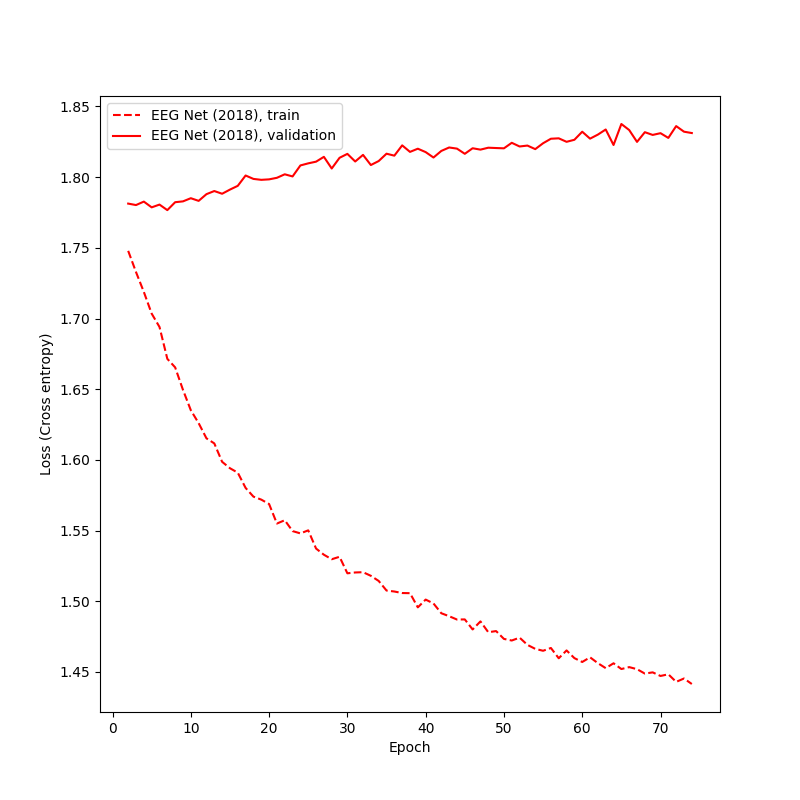 EEG Net (2018), train
EEG Net (2018), validation
1.85
1.80
1.75
1.70
1.65
1.60
1.55
1.50
1.45
Loss (Cross entropy)
0 10 20 30 40 50 60 70
Epoch